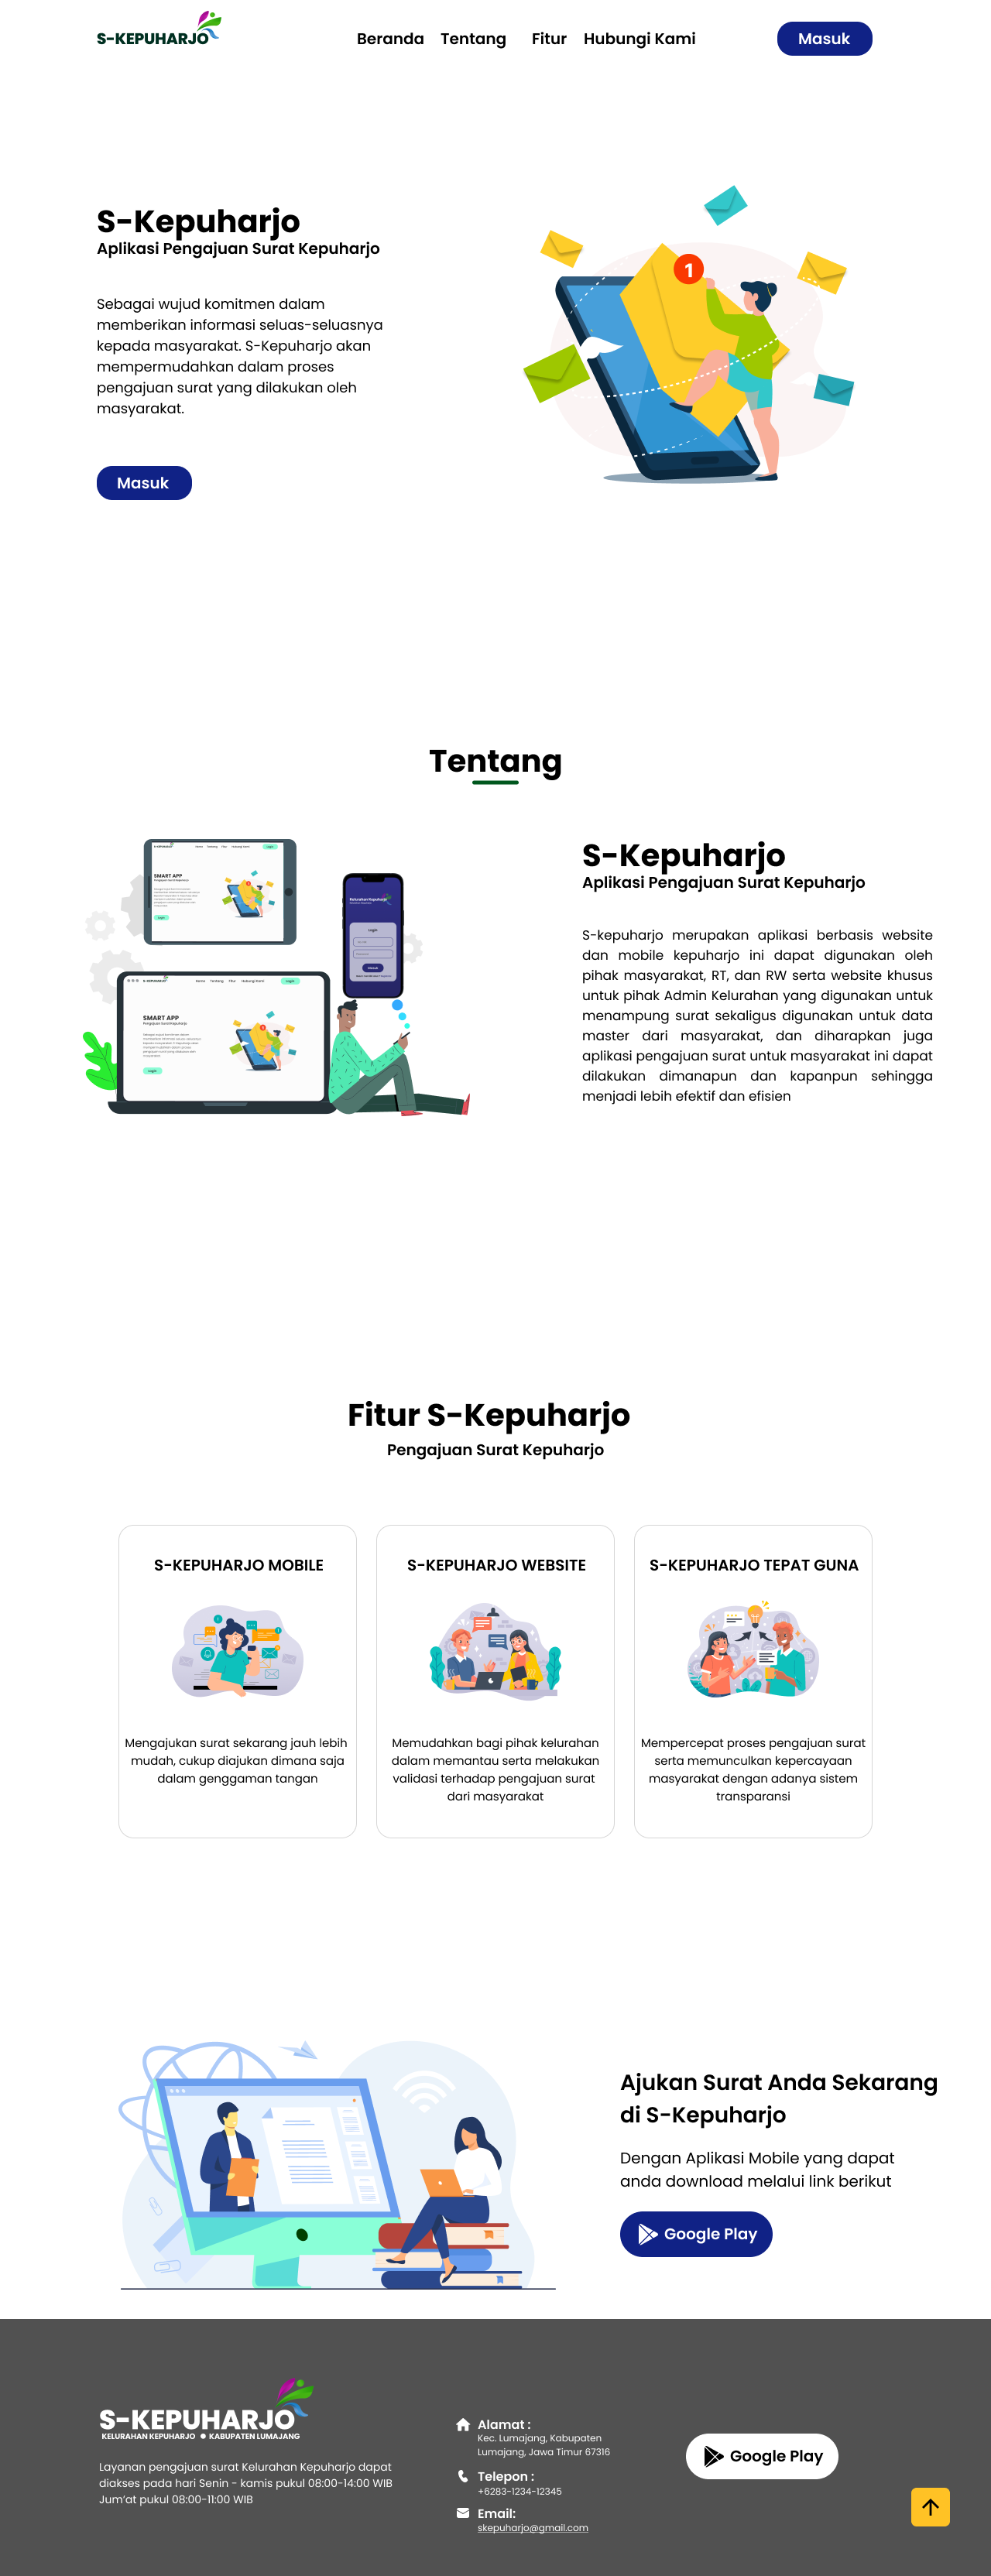 S-KEPUHARJO
Beranda Tentang Fitur Hubungi Kami
Masuk
S-Kepuharjo
Aplikasi Pengajuan Surat Kepuharjo
Sebagai wujud komitmen dalam
memberikan informasi seluas-seluasnya
kepada masyarakat. S-Kepuharjo akan
mempermudahkan dalam proses
pengajuan surat yang dilakukan oleh
masyarakat.
Masuk
1
Tentang
SMART APP
SMART APP
Login
S-Kepuharjo
Aplikasi Pengajuan Surat Kepuharjo
S-kepuharjo merupakan aplikasi berbasis website
dan mobile kepuharjo ini dapat digunakan oleh
pihak masyarakat, RT, dan RW serta website khusus
untuk pihak Admin Kelurahan yang digunakan untuk
menampung surat sekaligus digunakan untuk data
master dari masyarakat, dan diharapkan juga
aplikasi pengajuan surat untuk masyarakat ini dapat
dilakukan dimanapun dan kapanpun sehingga
menjadi lebih efektif dan efisien
Fitur S-Kepuharjo
Pengajuan Surat Kepuharjo
S-KEPUHARJO MOBILE
Mengajukan surat sekarang jauh lebih
mudah, cukup diajukan dimana saja
dalam genggaman tangan
S-KEPUHARJO WEBSITE
Memudahkan bagi pihak kelurahan
dalam memantau serta melakukan
validasi terhadap pengajuan surat
dari masyarakat
S-KEPUHARJO TEPAT GUNA
Mempercepat proses pengajuan surat
serta memunculkan kepercayaan
masyarakat dengan adanya sistem
transparansi
Ajukan Surat Anda Sekarang
di S-Kepuharjo
Dengan Aplikasi Mobile yang dapat
anda download melalui link berikut
Google Play
S-KEPUHARJO
KELURAHAN KEPUHARJO ● KABUPATEN LUMAJANG
Layanan pengajuan surat Kelurahan Kepuharjo dapat
diakses pada hari Senin - kamis pukul 08:00-14:00 WIB
Jum’at pukul 08:00-11:00 WIB
Alamat :
Kec. Lumajang, Kabupaten
Lumajang, Jawa Timur 67316
Telepon :
+6283-1234-12345
Email:
skepuharjo@gmail.com
Google Play